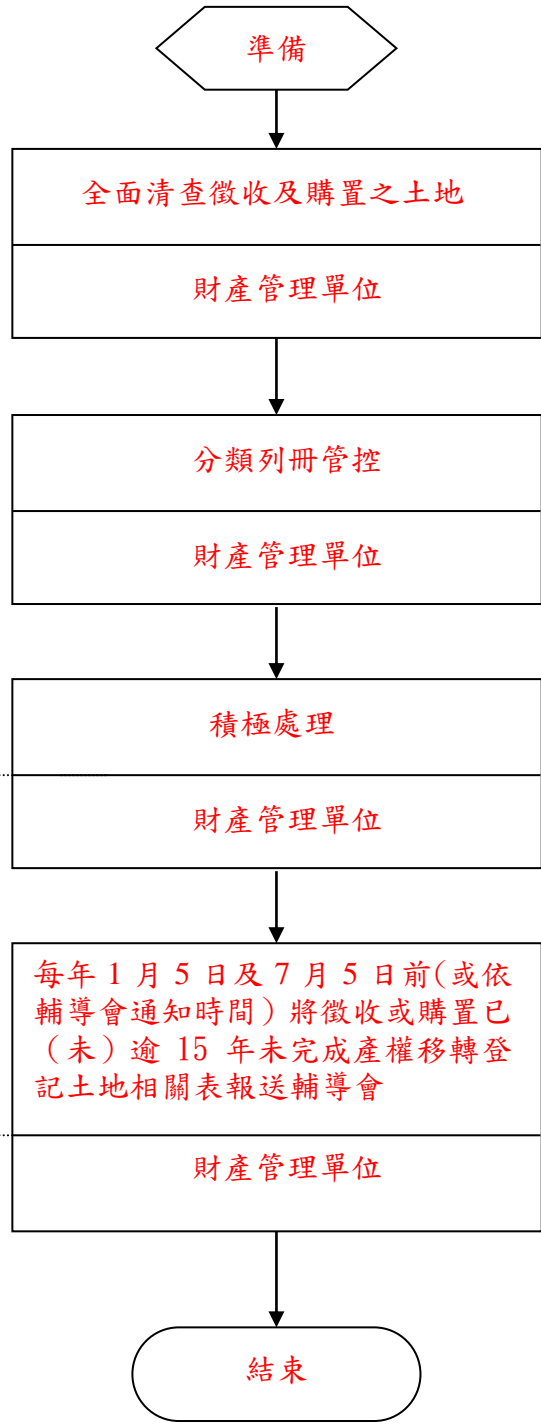 準備
全面清查徵收及購置之土地
財產管理單位
分類列冊管控
財產管理單位
積極處理
財產管理單位
每年 1 月 5 日及 7 月 5 日前(或依
輔導會通知時間）將徵收或購置已
（未）逾 15 年未完成產權移轉登
記土地相關表報送輔導會
財產管理單位
結束